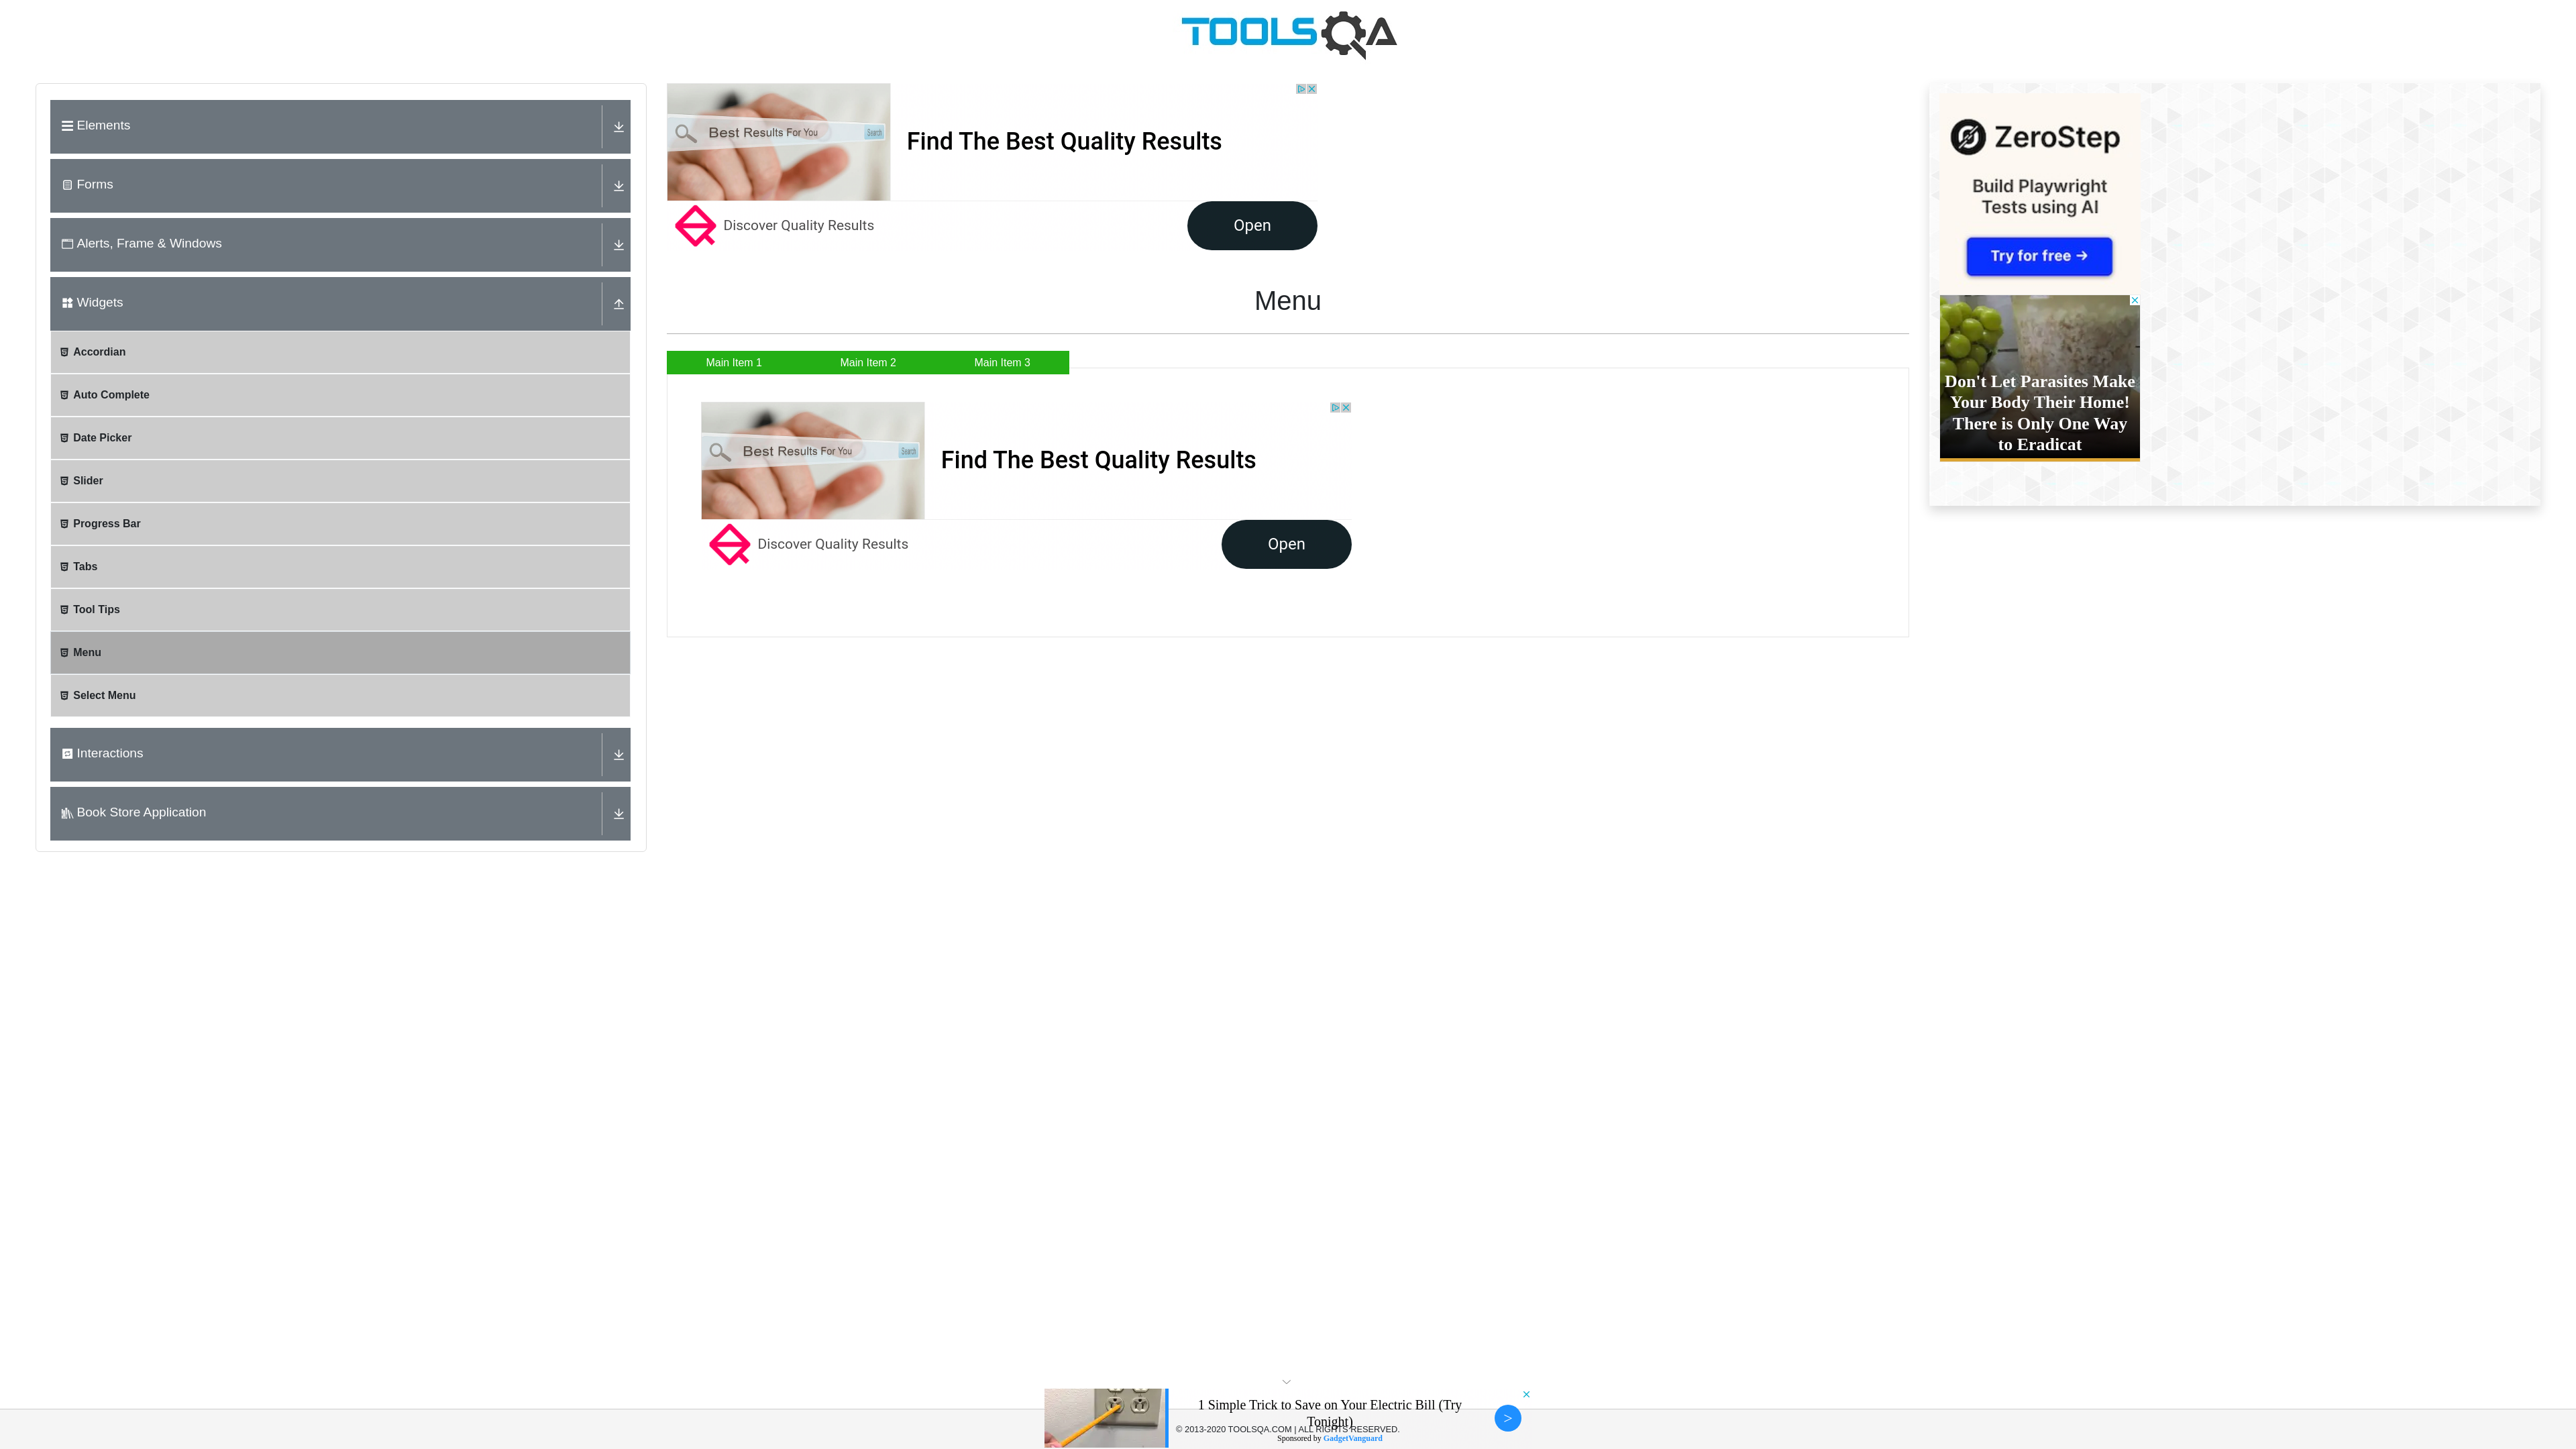 TOOLSQA
Elements
Forms
Alerts, Frame & Windows
Widgets
Accordian
Auto Complete
Date Picker
Slider
Progress Bar
Tabs
Tool Tips
Menu
Select Menu
Interactions
Book Store Application
Best Results For You
Search
Find The Best Quality Results
Discover Quality Results
Open
Menu
Main Item 1
Main Item 2
Main Item 3
Best Results For You
Search
Find The Best Quality Results
Discover Quality Results
Open
ZeroStep
Build Playwright
Tests using AI
Try for free →
Don't Let Parasites Make
Your Body Their Home!
There is Only One Way
to Eradicat
1 Simple Trick to Save on Your Electric Bill (Try
Tonight)
© 2013-2020 TOOLSQA.COM | ALL RIGHTS RESERVED.
Sponsored by GadgetVanguard
>